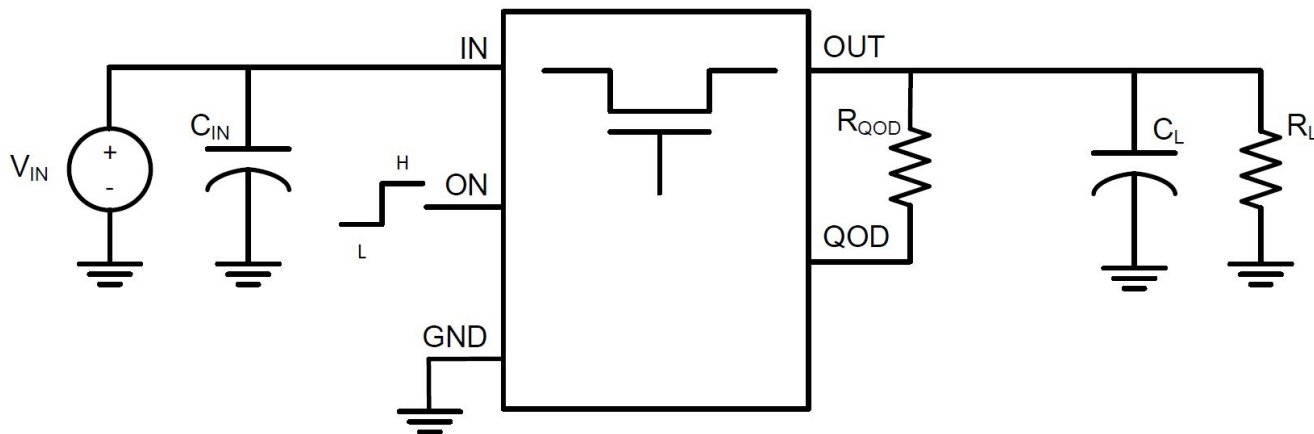 IN
OUT
C_IN
R_QOD
C_L
R_L
V_IN
+
-
H
ON
L
QOD
GND